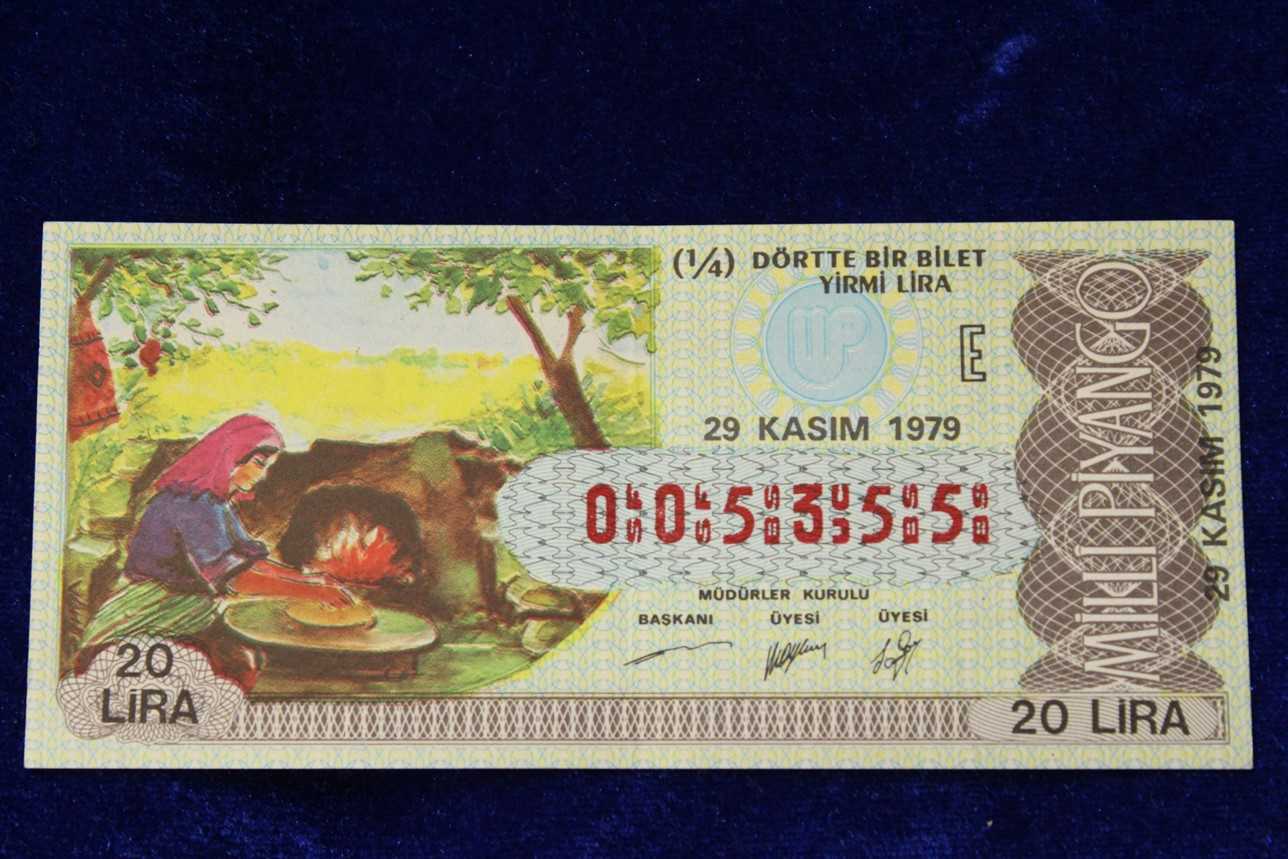 (1/4) DÖRTTE BİR BİLET
YİRMİ LİRA
E
29 KASIM 1979
0 0 5 3 5 5
MÜDÜRLER KURULU
BAŞKANI ÜYESİ ÜYESİ
20
LİRA
20 LİRA
MİLLİ PİYANGO
29 KASIM 1979